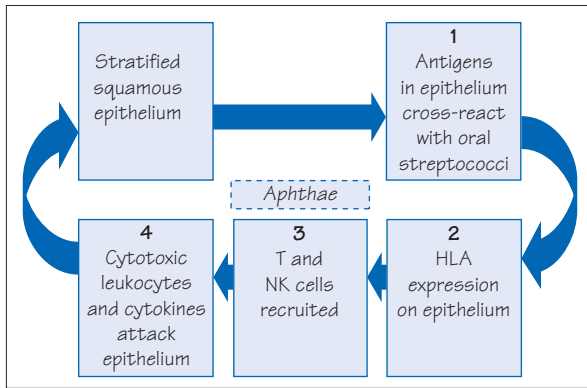 Stratified
squamous
epithelium
1
Antigens
in epithelium
cross-react
with oral
streptococci
Aphthae
2
HLA
expression
on epithelium
3
T and
NK cells
recruited
4
Cytotoxic
leukocytes
and cytokines
attack
epithelium